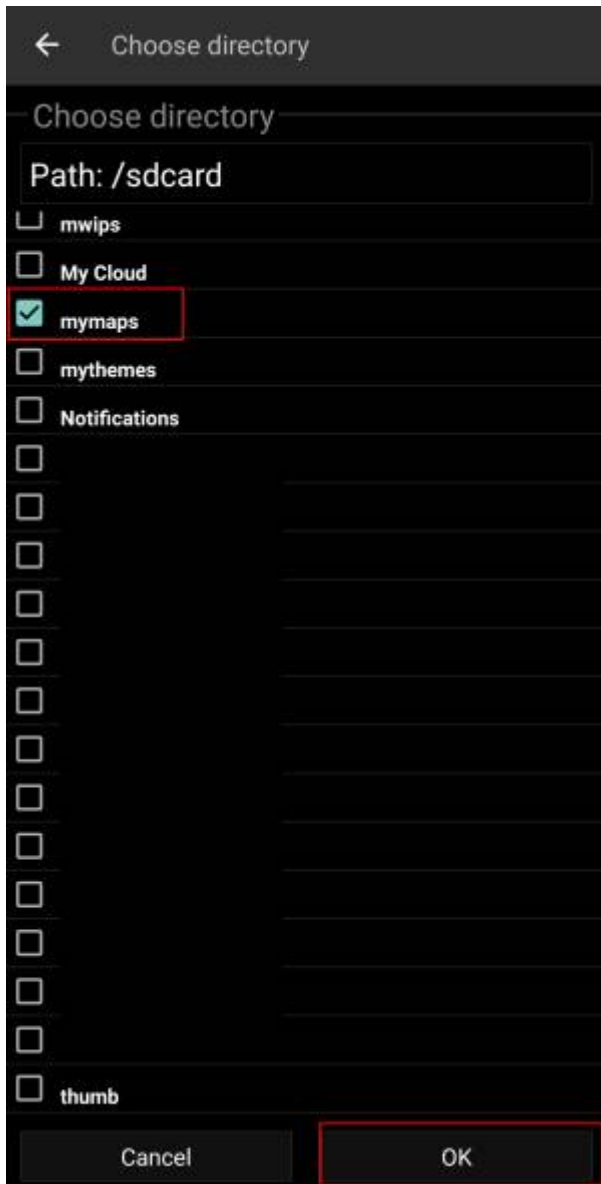 Choose directory
Choose directory
Path: /sdcard
mwips
My Cloud
mymaps
mythemes
Notifications
thumb
Cancel
OK